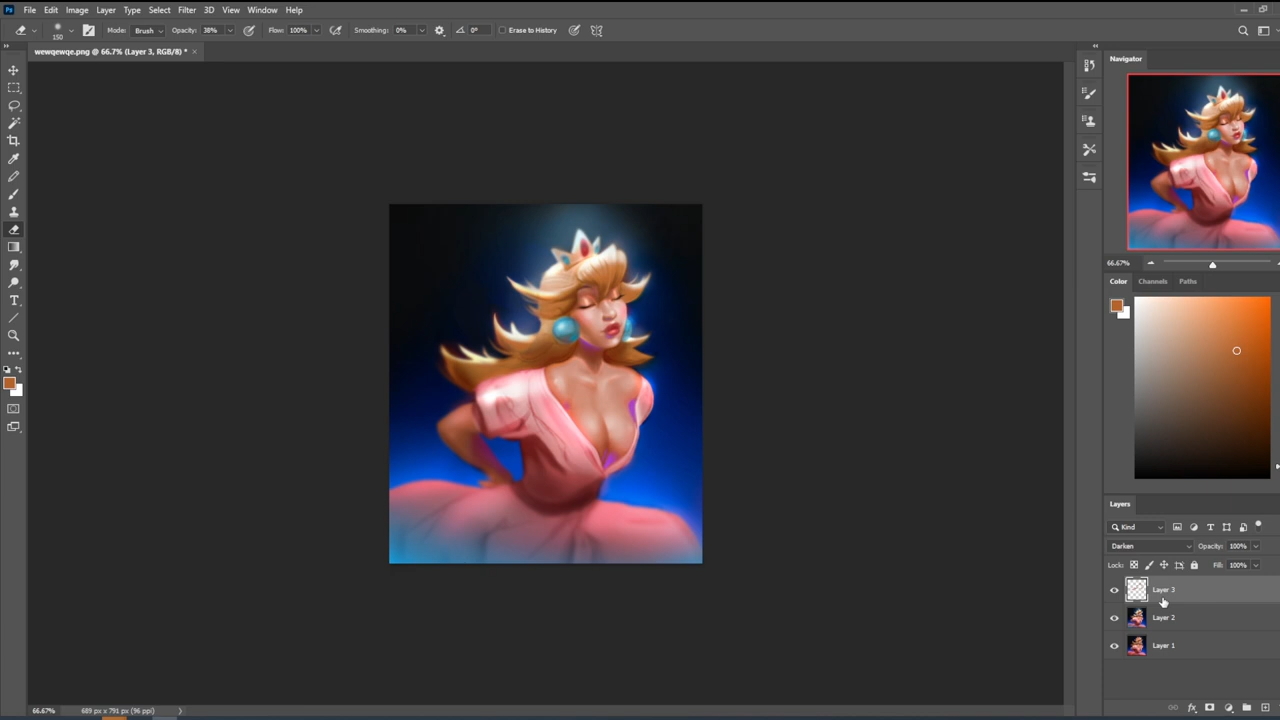 Ps File Edit Image Layer Type Select Filter 3D View Window Help
150 Mode: Brush Opacity: 38% Flow: 100% Smoothing: 0% 0° Erase to History
wewqewqe.png @ 66.7% (Layer 3, RGB/8) *
Navigator
66.67%
Color Channels Paths
Layers
Kind
Darken Opacity: 100%
Lock: Fill: 100%
Layer 3
Layer 2
Layer 1
fx
66.67% 689 px x 791 px (96 ppi)